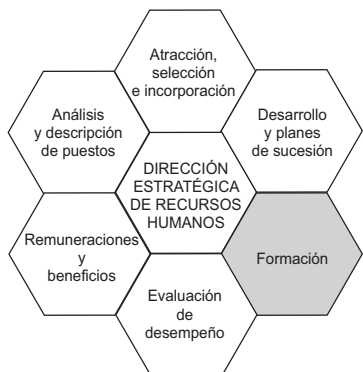 Atracción,
selección
e incorporación
Análisis
y descripción
de puestos
Desarrollo
y planes
de sucesión
DIRECCIÓN
ESTRATÉGICA
DE RECURSOS
HUMANOS
Remuneraciones
y
beneficios
Formación
Evaluación
de
desempeño